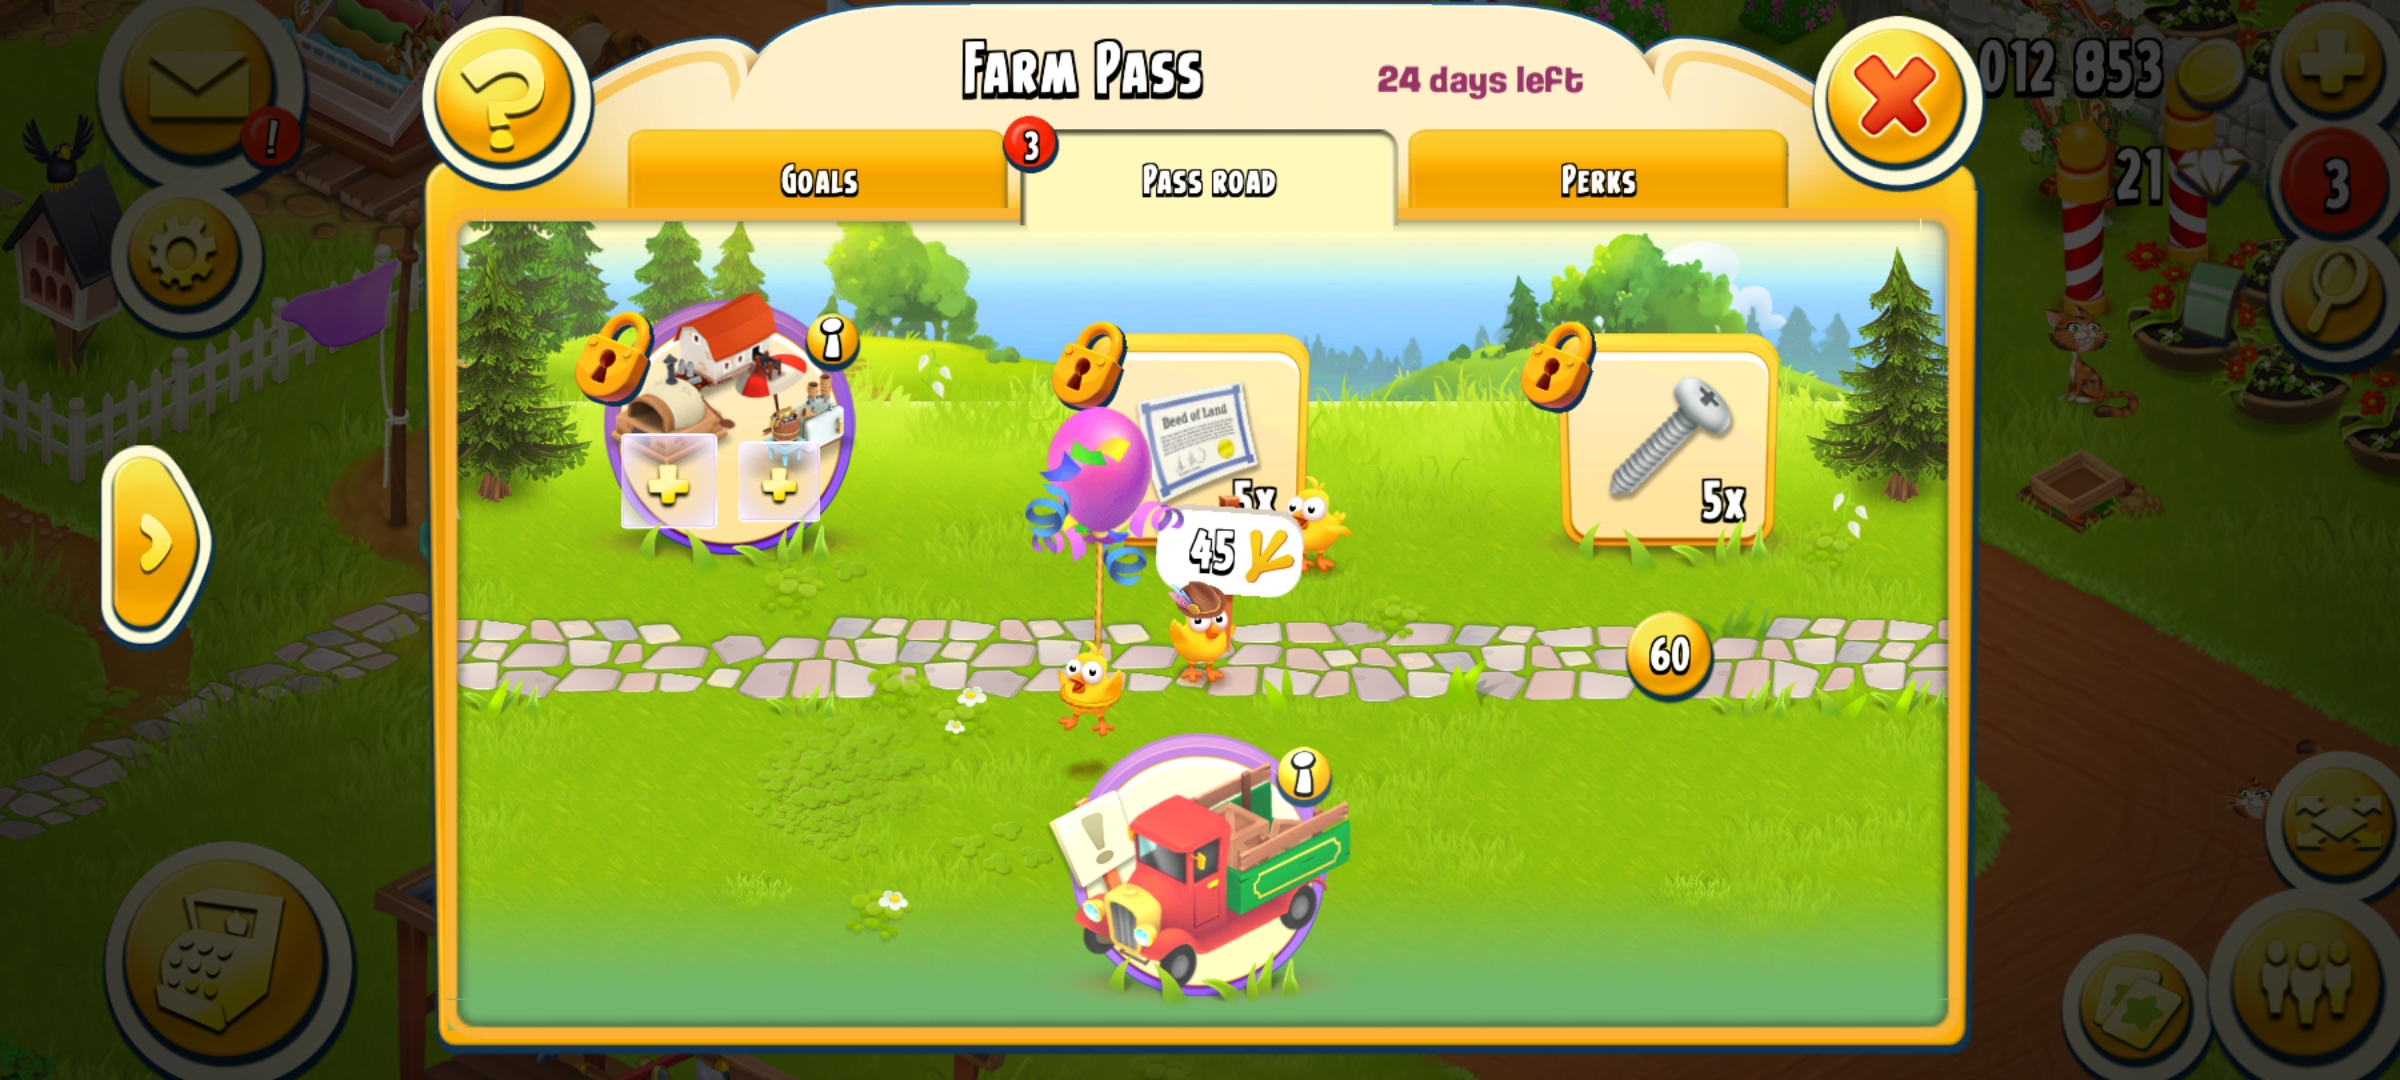 FARM PASS
24 days left
GOALS
3
PASS ROAD
PERKS
012 853
21
3
!
Deed of Land
5x
5x
45
60
!